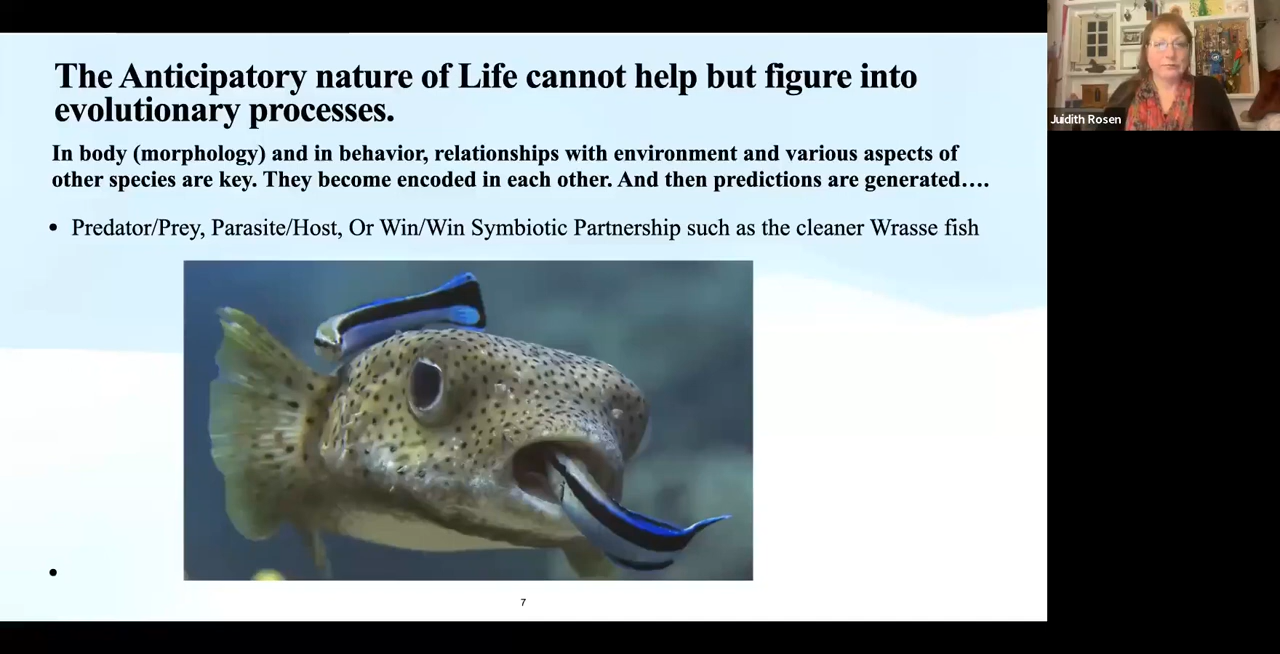 The Anticipatory nature of Life cannot help but figure into
evolutionary processes.
In body (morphology) and in behavior, relationships with environment and various aspects of
other species are key. They become encoded in each other. And then predictions are generated….
• Predator/Prey, Parasite/Host, Or Win/Win Symbiotic Partnership such as the cleaner Wrasse fish
•
7
Juidith Rosen